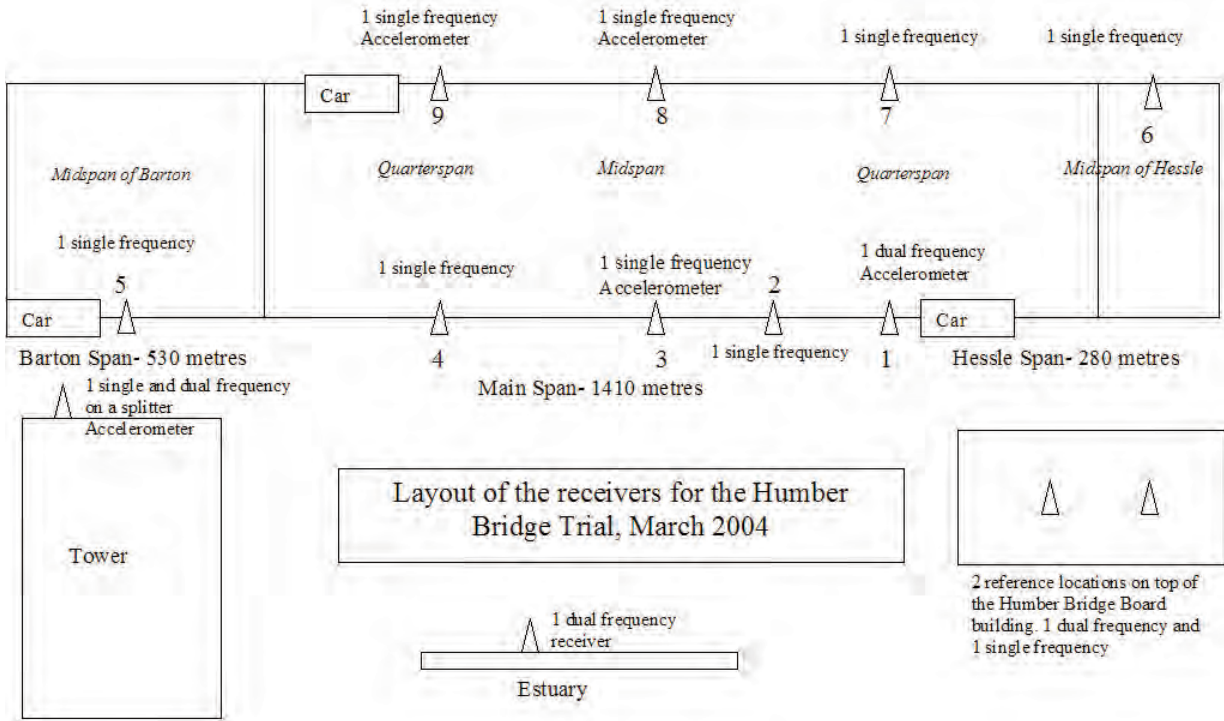 1 single frequency
Accelerometer
1 single frequency
Accelerometer
1 single frequency
1 single frequency
Car
9
8
7
6
Midspan of Barton
Quarterspan
Midspan
Quarterspan
Midspan of Hessle
1 single frequency
5
1 single frequency
1 single frequency
Accelerometer
2
1 dual frequency
Accelerometer
Car
Car
Barton Span- 530 metres
4
3
1 single frequency
1
Hessle Span- 280 metres
Main Span- 1410 metres
1 single and dual frequency
on a splitter
Accelerometer
Tower
Layout of the receivers for the Humber
Bridge Trial, March 2004
2 reference locations on top of
the Humber Bridge Board
building. 1 dual frequency and
1 single frequency
1 dual frequency
receiver
Estuary